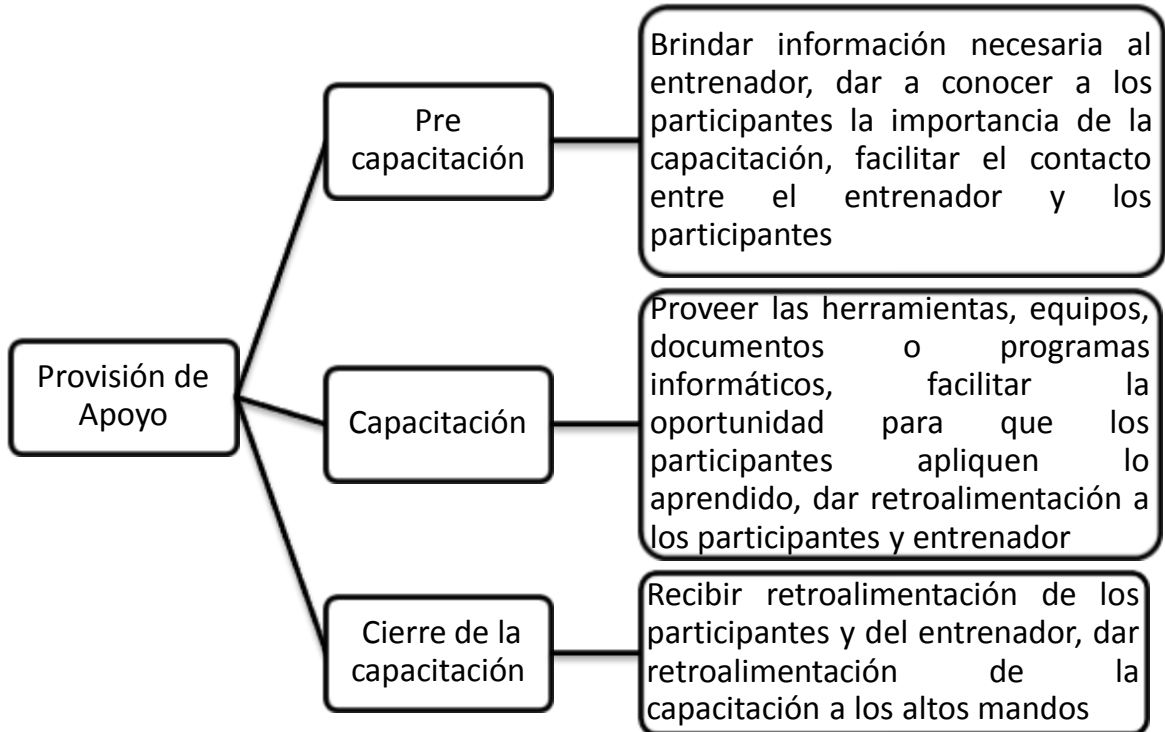 Provisión de
Apoyo
Pre
capacitación
Brindar información necesaria al
entrenador, dar a conocer a los
participantes la importancia de la
capacitación, facilitar el contacto
entre el entrenador y los
participantes
Capacitación
Proveer las herramientas, equipos,
documentos o programas
informáticos, facilitar la
oportunidad para que los
participantes apliquen lo
aprendido, dar retroalimentación a
los participantes y entrenador
Cierre de la
capacitación
Recibir retroalimentación de los
participantes y del entrenador, dar
retroalimentación de la
capacitación a los altos mandos